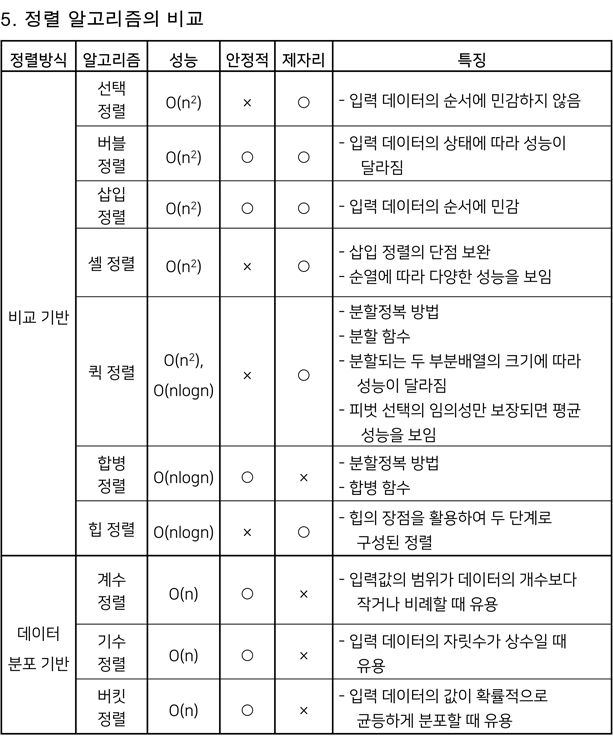 5. 정렬 알고리즘의 비교
정렬방식 알고리즘 성능 안정적 제자리 특징
비교 기반
선택
정렬
O(n²) × ○
- 입력 데이터의 순서에 민감하지 않음
버블
정렬
O(n²) ○ ○
- 입력 데이터의 상태에 따라 성능이
달라짐
삽입
정렬
O(n²) ○ ○
- 입력 데이터의 순서에 민감
셸 정렬 O(n²) × ○
- 삽입 정렬의 단점 보완
- 순열에 따라 다양한 성능을 보임
퀵 정렬
O(n²),
O(nlogn)
× ○
- 분할정복 방법
- 분할 함수
- 분할되는 두 부분배열의 크기에 따라
성능이 달라짐
- 피벗 선택의 임의성만 보장되면 평균
성능을 보임
합병
정렬
O(nlogn) ○ ×
- 분할정복 방법
- 합병 함수
힙 정렬 O(nlogn) × ○
- 힙의 장점을 활용하여 두 단계로
구성된 정렬
데이터
분포 기반
계수
정렬
O(n) ○ ×
- 입력값의 범위가 데이터의 개수보다
작거나 비례할 때 유용
기수
정렬
O(n) ○ ×
- 입력 데이터의 자릿수가 상수일 때
유용
버킷
정렬
O(n) ○ ×
- 입력 데이터의 값이 확률적으로
균등하게 분포할 때 유용